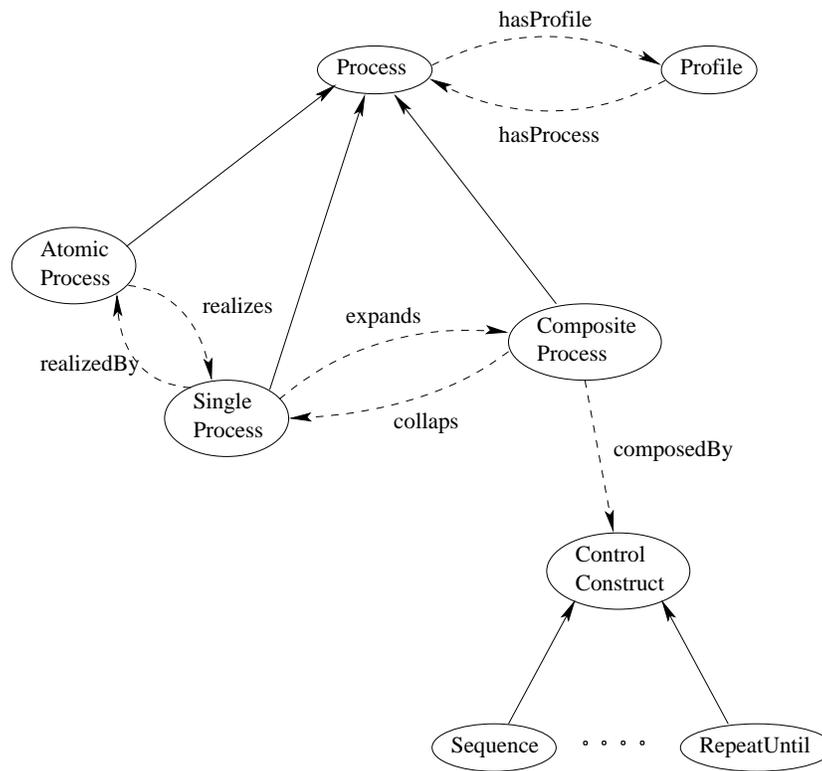 hasProfile
Process
Profile
hasProcess
Atomic
Process
realizes
expands
Composite
Process
realizedBy
Single
Process
collaps
composedBy
Control
Construct
Sequence
RepeatUntil